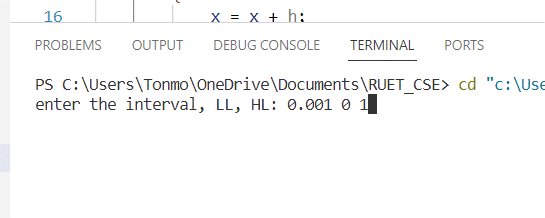 16 x = x + h;
PROBLEMS OUTPUT DEBUG CONSOLE TERMINAL PORTS
PS C:\Users\Tonmo\OneDrive\Documents\RUET_CSE> cd "c:\Use
enter the interval, LL, HL: 0.001 0 1